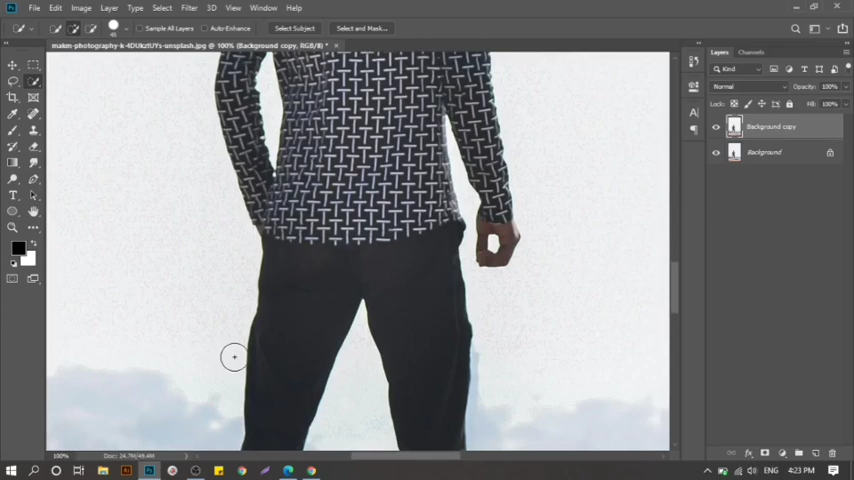 File Edit Image Layer Type Select Filter 3D View Window Help
Sample All Layers Auto-Enhance Select Subject Select and Mask...
makm-photography-k-4DUkztUYs-unsplash.jpg @ 100% (Background copy, RGB/8) *
Layers Channels
Kind
Normal Opacity: 100%
Lock: Fill: 100%
Background copy
Background
100% Doc: 24.7M/49.4M
ENG 4:23 PM